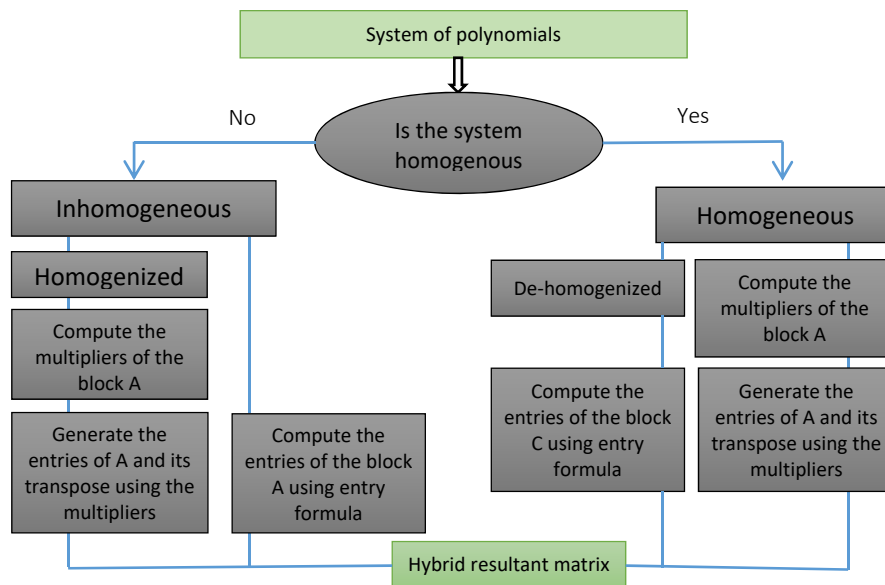 System of polynomials
No
Yes
Is the system
homogenous
Inhomogeneous
Homogeneous
Homogenized
De-homogenized
Compute the
multipliers of the
block A
Compute the
multipliers of the
block A
Generate the
entries of A and its
transpose using the
multipliers
Compute the
entries of the block
A using entry
formula
Compute the
entries of the block
C using entry
formula
Generate the
entries of A and its
transpose using the
multipliers
Hybrid resultant matrix